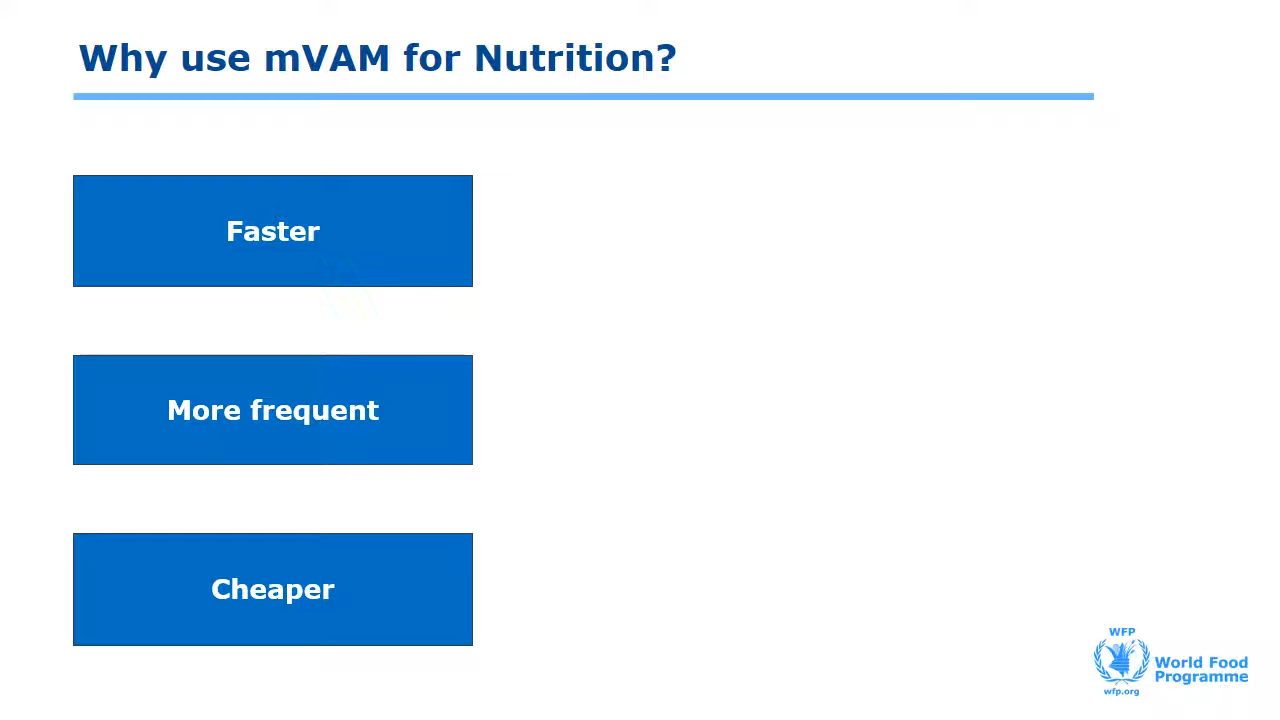 Why use mVAM for Nutrition?
Faster
More frequent
Cheaper
WFP
World Food
Programme
wfp.org